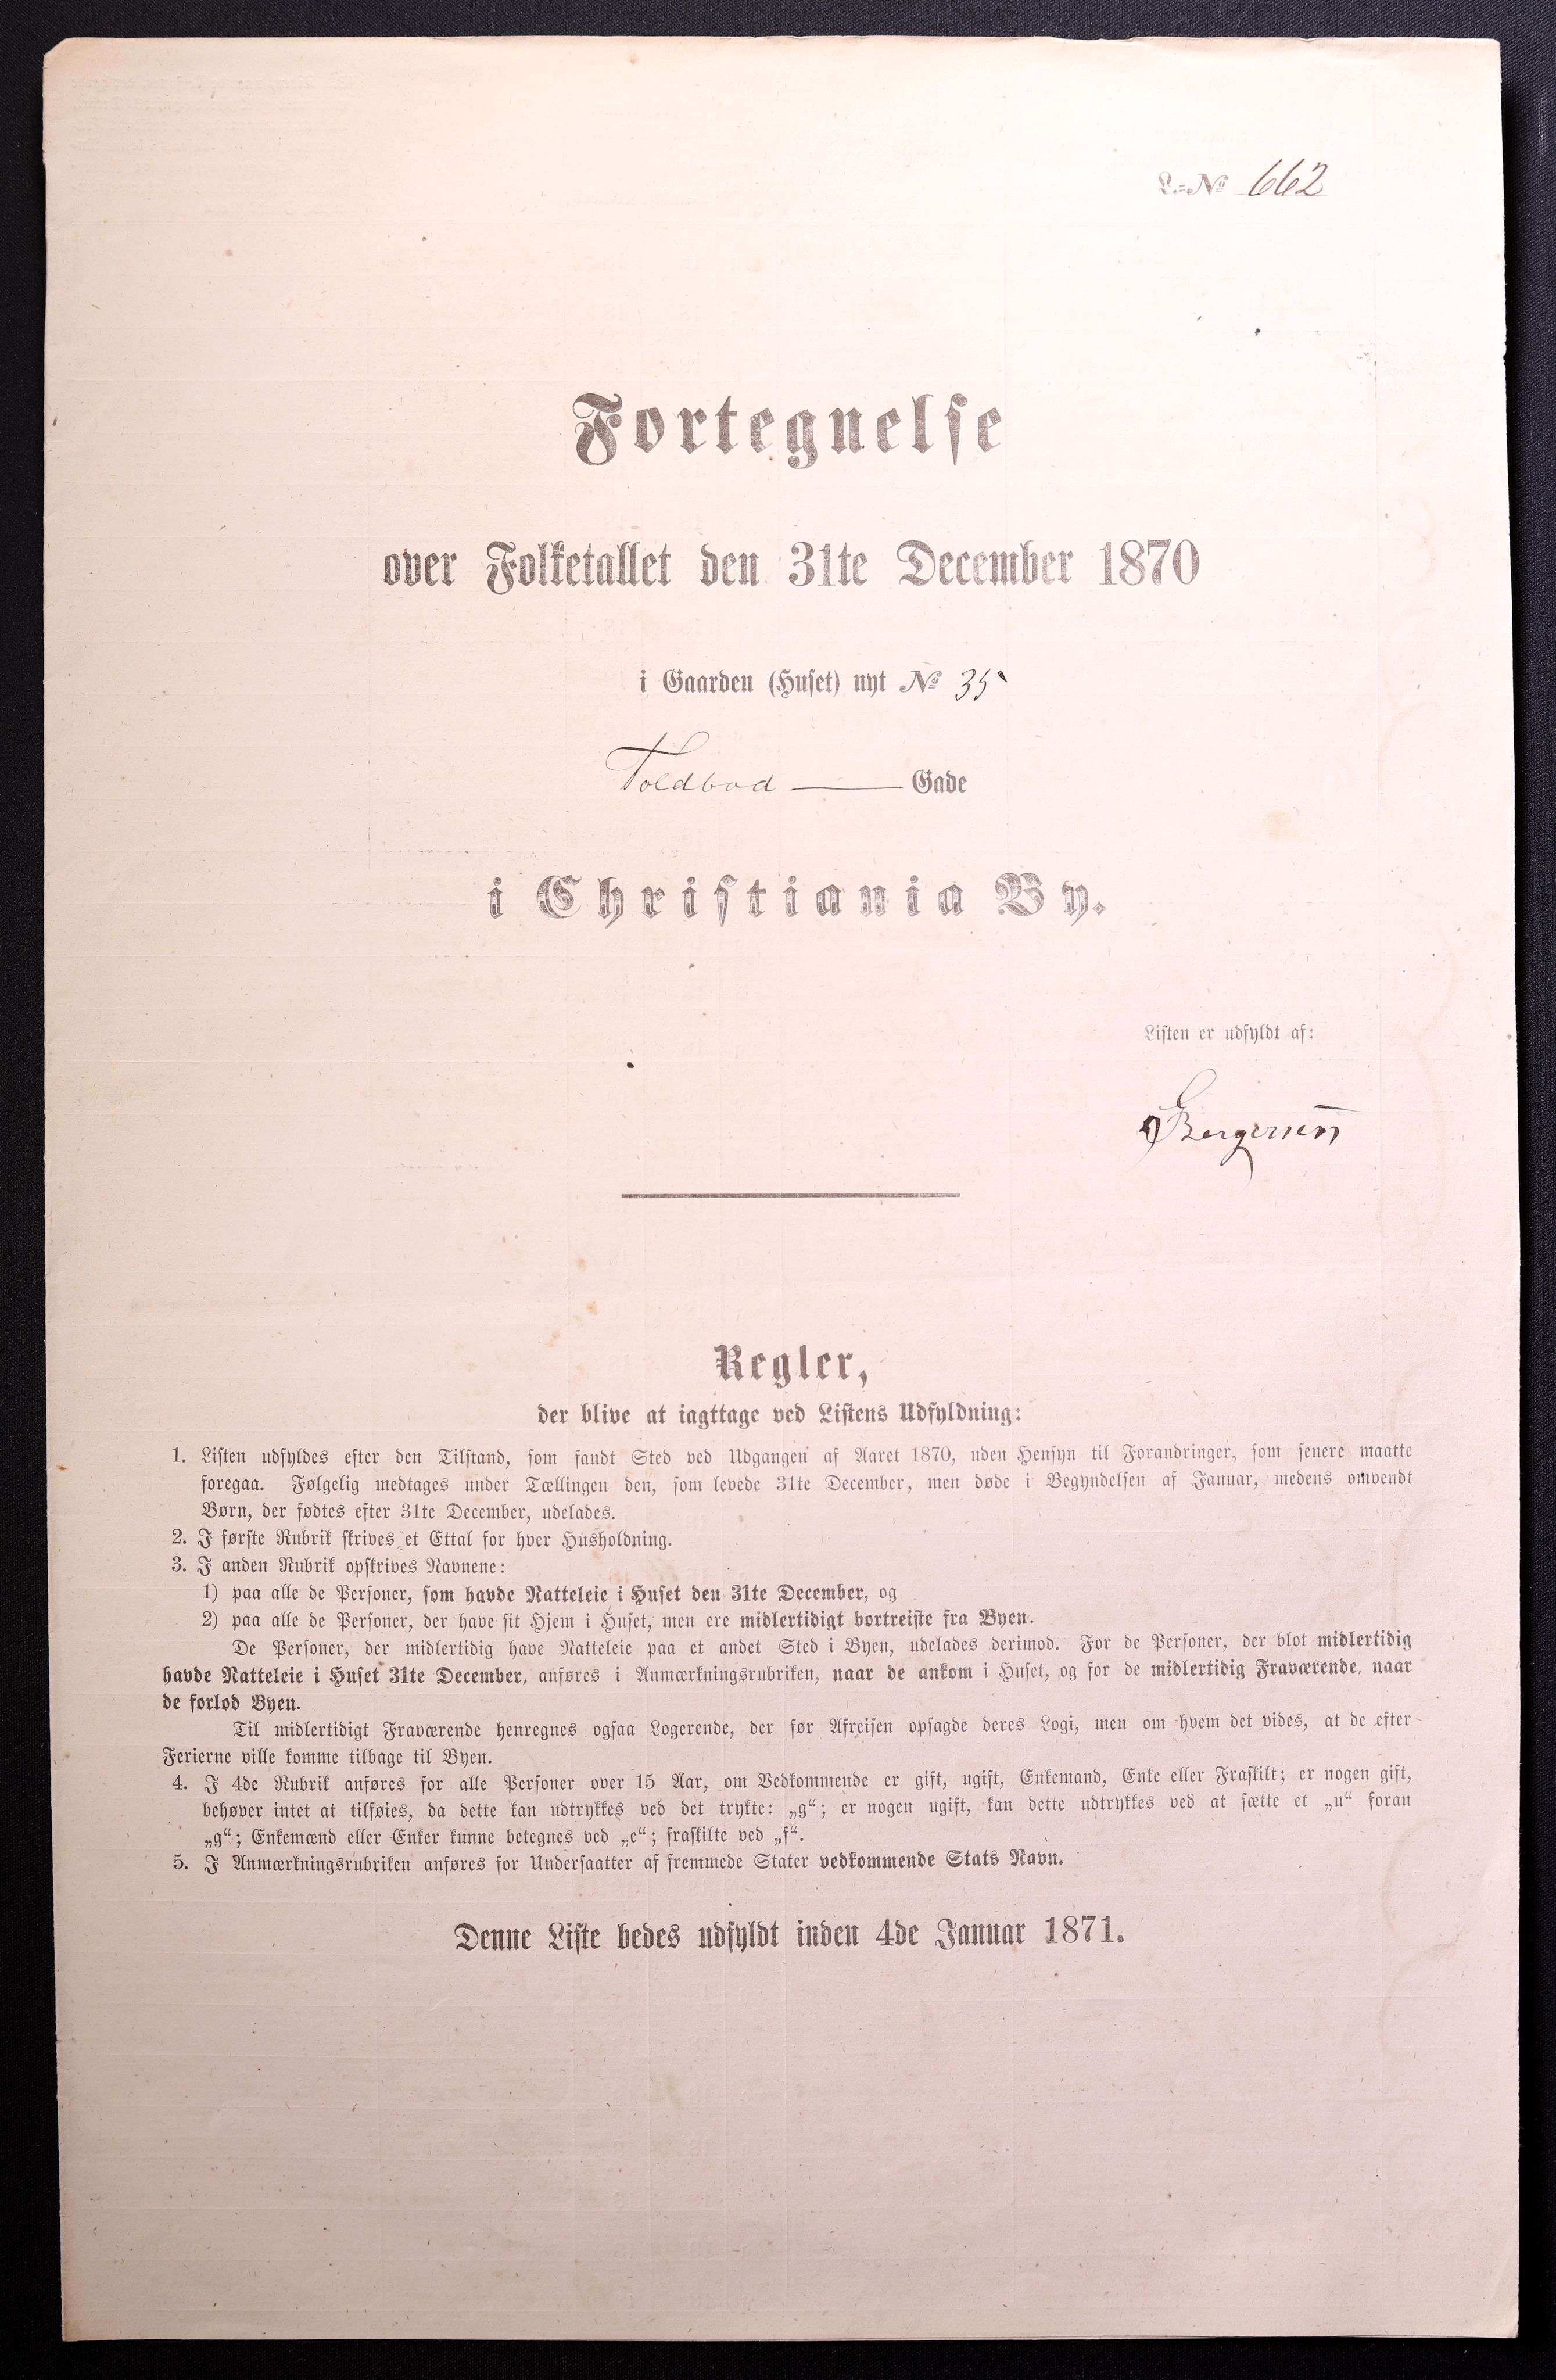 L.-No 662
Fortegnelse
over Folketallet den 31te December 1870
i Gaarden (Huset) nyt No 35
Toldbod Gade
i Christiania By.
Listen er udfyldt af:
Bergersen
Regler,
der blive at iagttage ved Listens Udfyldning:
1. Listen udfyldes efter den Tilstand, som fandt Sted ved Udgangen af Aaret 1870, uden Hensyn til Forandringer, som senere maatte
foregaa. Følgelig medtages under Tællingen den, som levede 31te December, men døde i Begyndelsen af Januar, medens omvendt
Børn, der fødtes efter 31te December, udelades.
2. I første Rubrik skrives et Ettal for hver Husholdning.
3. I anden Rubrik opskrives Navnene:
1) paa alle de Personer, som havde Natteleie i Huset den 31te December, og
2) paa alle de Personer, der have sit Hjem i Huset, men ere midlertidigt bortreiste fra Byen.
De Personer, der midlertidig have Natteleie paa et andet Sted i Byen, udelades derimod. For de Personer, der blot midlertidig
havde Natteleie i Huset 31te December, anføres i Anmærkningsrubriken, naar de ankom i Huset, og for de midlertidig Fraværende, naar
de forlod Byen.
Til midlertidigt Fraværende henregnes ogsaa Logerende, der før Afreisen opsagde deres Logi, men om hvem det vides, at de efter
Ferierne ville komme tilbage til Byen.
4. I 4de Rubrik anføres for alle Personer over 15 Aar, om Vedkommende er gift, ugift, Enkemand, Enke eller Fraskilt; er nogen gift,
behøver intet at tilføies, da dette kan udtrykkes ved det trykte: „g“; er nogen ugift, kan dette udtrykkes ved at sætte et „u“ foran
„g“; Enkemænd eller Enker kunne betegnes ved „e“; fraskilte ved „f“.
5. I Anmærkningsrubriken anføres for Undersaatter af fremmede Stater vedkommende Stats Navn.
Denne Liste bedes udfyldt inden 4de Januar 1871.